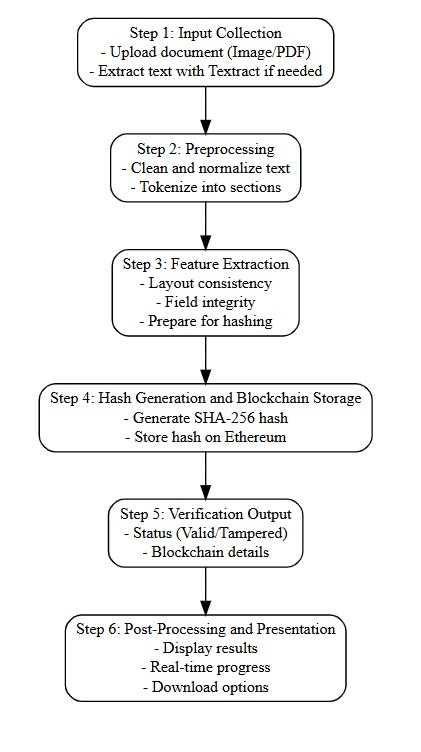 Step 1: Input Collection
- Upload document (Image/PDF)
- Extract text with Textract if needed
Step 2: Preprocessing
- Clean and normalize text
- Tokenize into sections
Step 3: Feature Extraction
- Layout consistency
- Field integrity
- Prepare for hashing
Step 4: Hash Generation and Blockchain Storage
- Generate SHA-256 hash
- Store hash on Ethereum
Step 5: Verification Output
- Status (Valid/Tampered)
- Blockchain details
Step 6: Post-Processing and Presentation
- Display results
- Real-time progress
- Download options